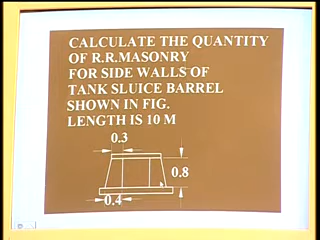 CALCULATE THE QUANTITY
OF R.R.MASONRY
FOR SIDE WALLS OF
TANK SLUICE BARREL
SHOWN IN FIG.
LENGTH IS 10 M
0.3
0.8
0.4